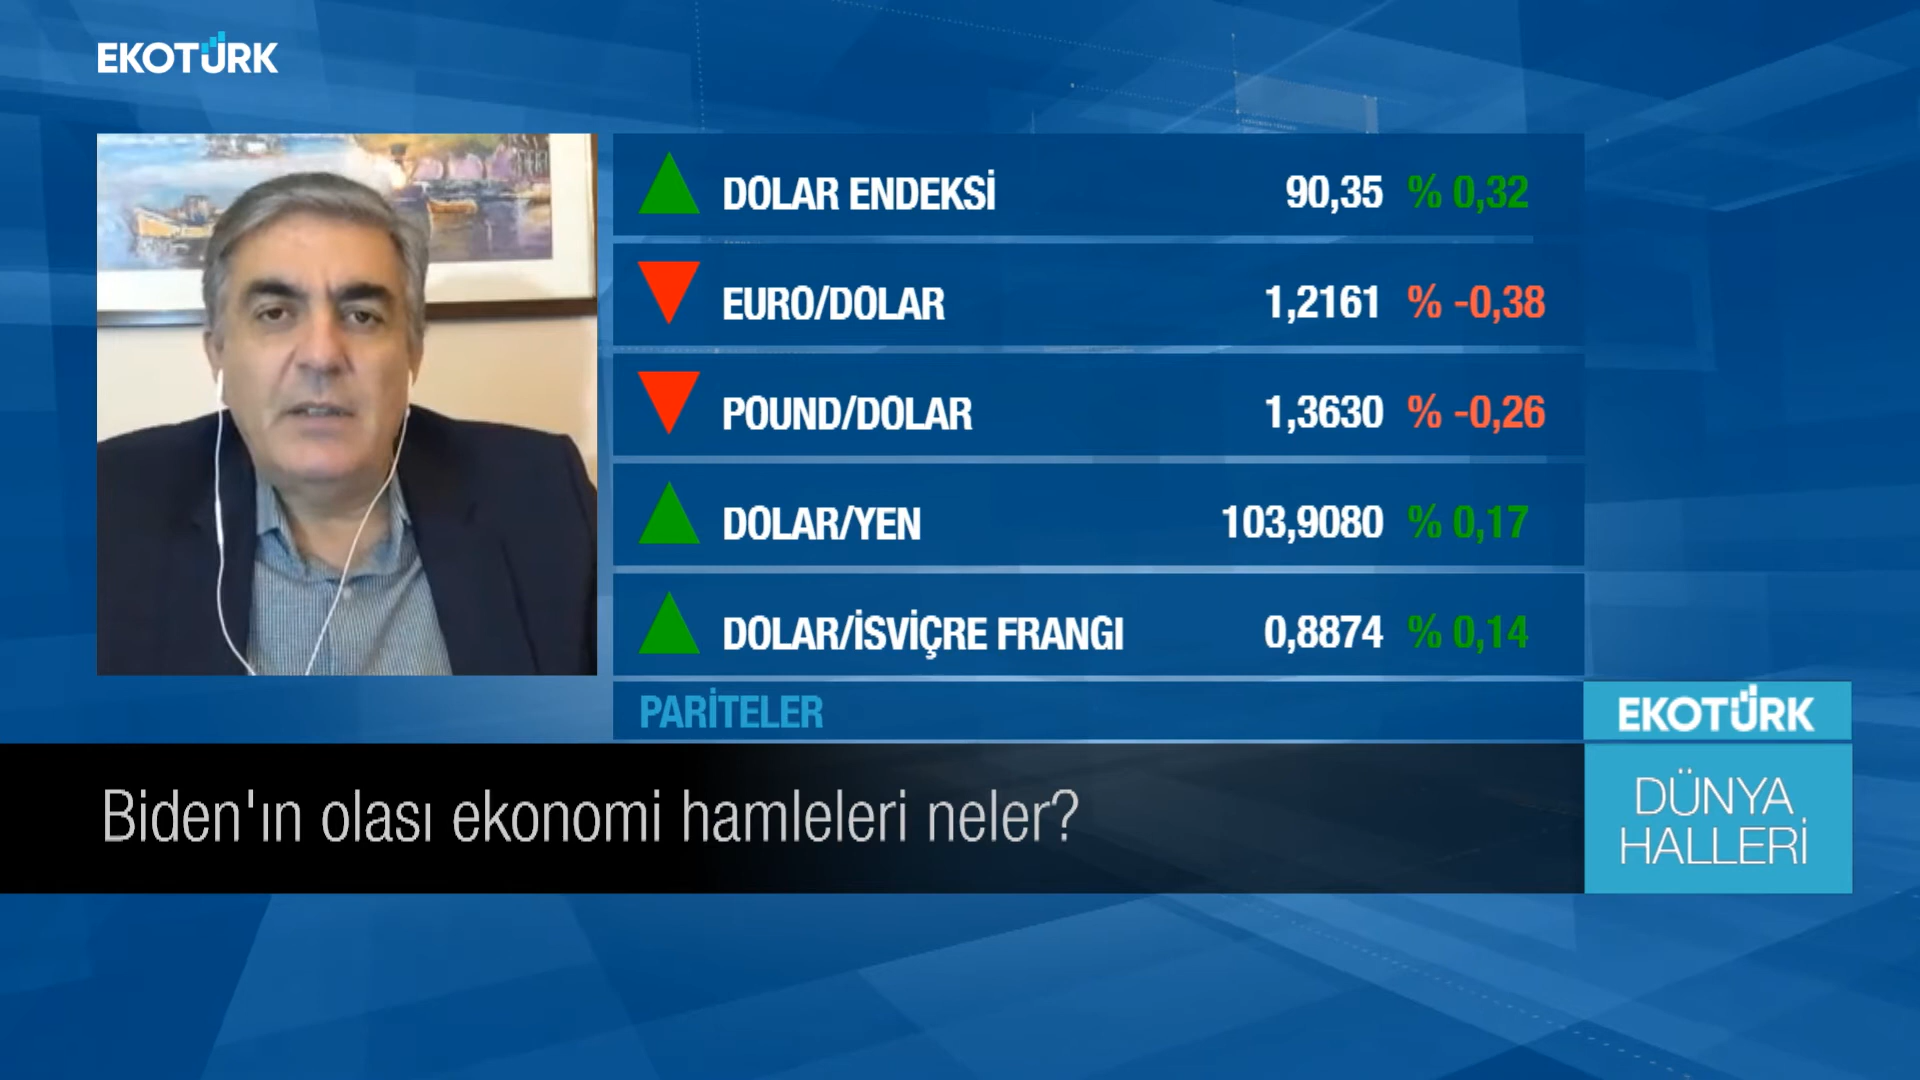 EKOTÜRK
DOLAR ENDEKSİ 90,35 % 0,32
EURO/DOLAR 1,2161 % -0,38
POUND/DOLAR 1,3630 % -0,26
DOLAR/YEN 103,9080 % 0,17
DOLAR/İSVİÇRE FRANGI 0,8874 % 0,14
PARİTELER
EKOTÜRK
Biden'ın olası ekonomi hamleleri neler?
DÜNYA
HALLERİ